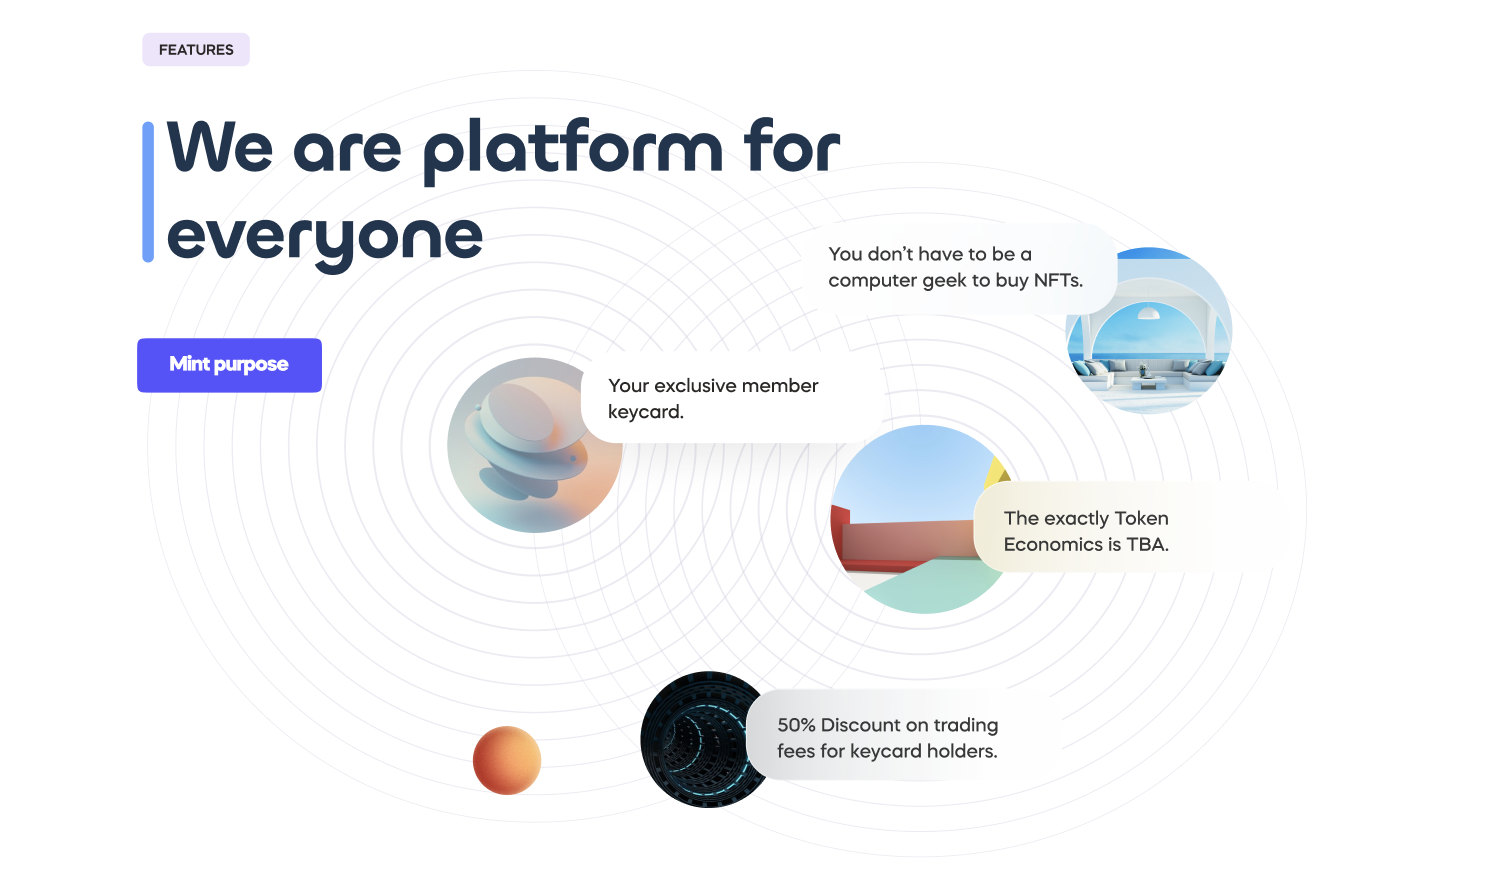 FEATURES
We are platform for
everyone
You don’t have to be a
computer geek to buy NFTs.
Mint purpose
Your exclusive member
keycard.
The exactly Token
Economics is TBA.
50% Discount on trading
fees for keycard holders.